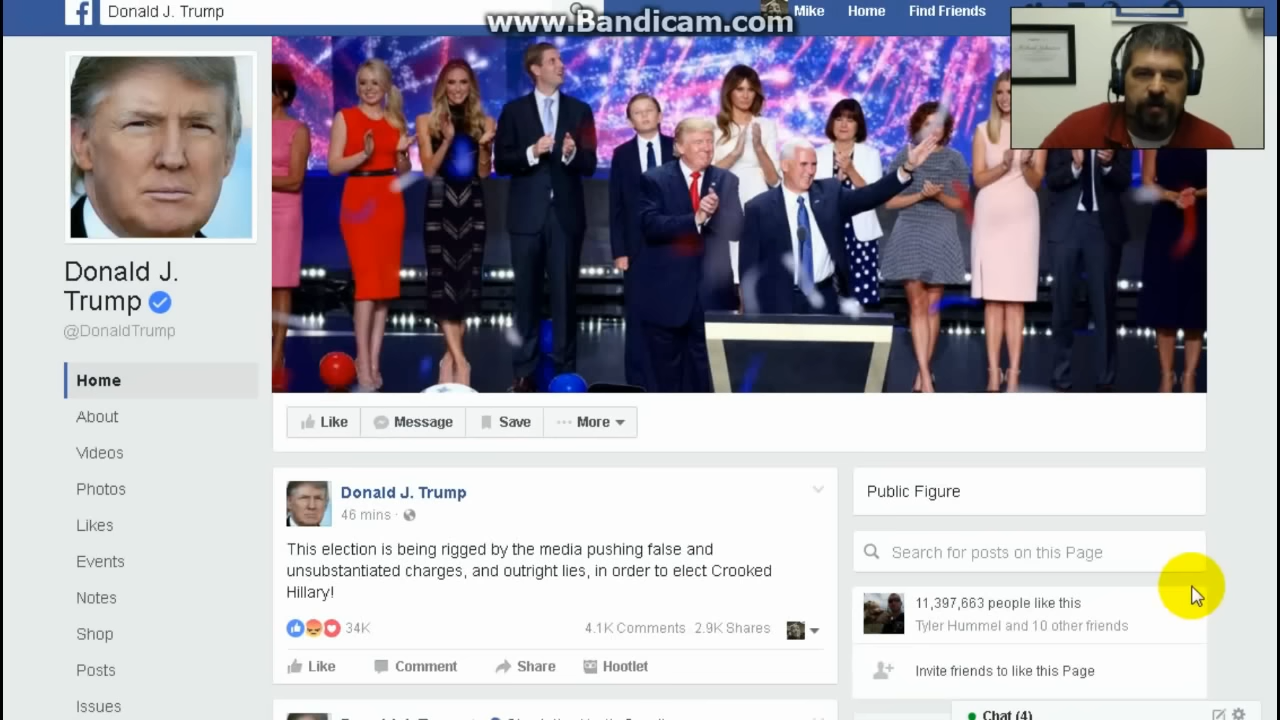 Donald J. Trump
www.Bandicam.com
Mike Home Find Friends
Donald J.
Trump
@DonaldTrump
Home
About
Videos
Photos
Likes
Events
Notes
Shop
Posts
Issues
Like Message Save More
Donald J. Trump
46 mins
This election is being rigged by the media pushing false and
unsubstantiated charges, and outright lies, in order to elect Crooked
Hillary!
34K 4.1K Comments 2.9K Shares
Like Comment Share Hootlet
Public Figure
Search for posts on this Page
11,397,663 people like this
Tyler Hummel and 10 other friends
Invite friends to like this Page
Chat (4)